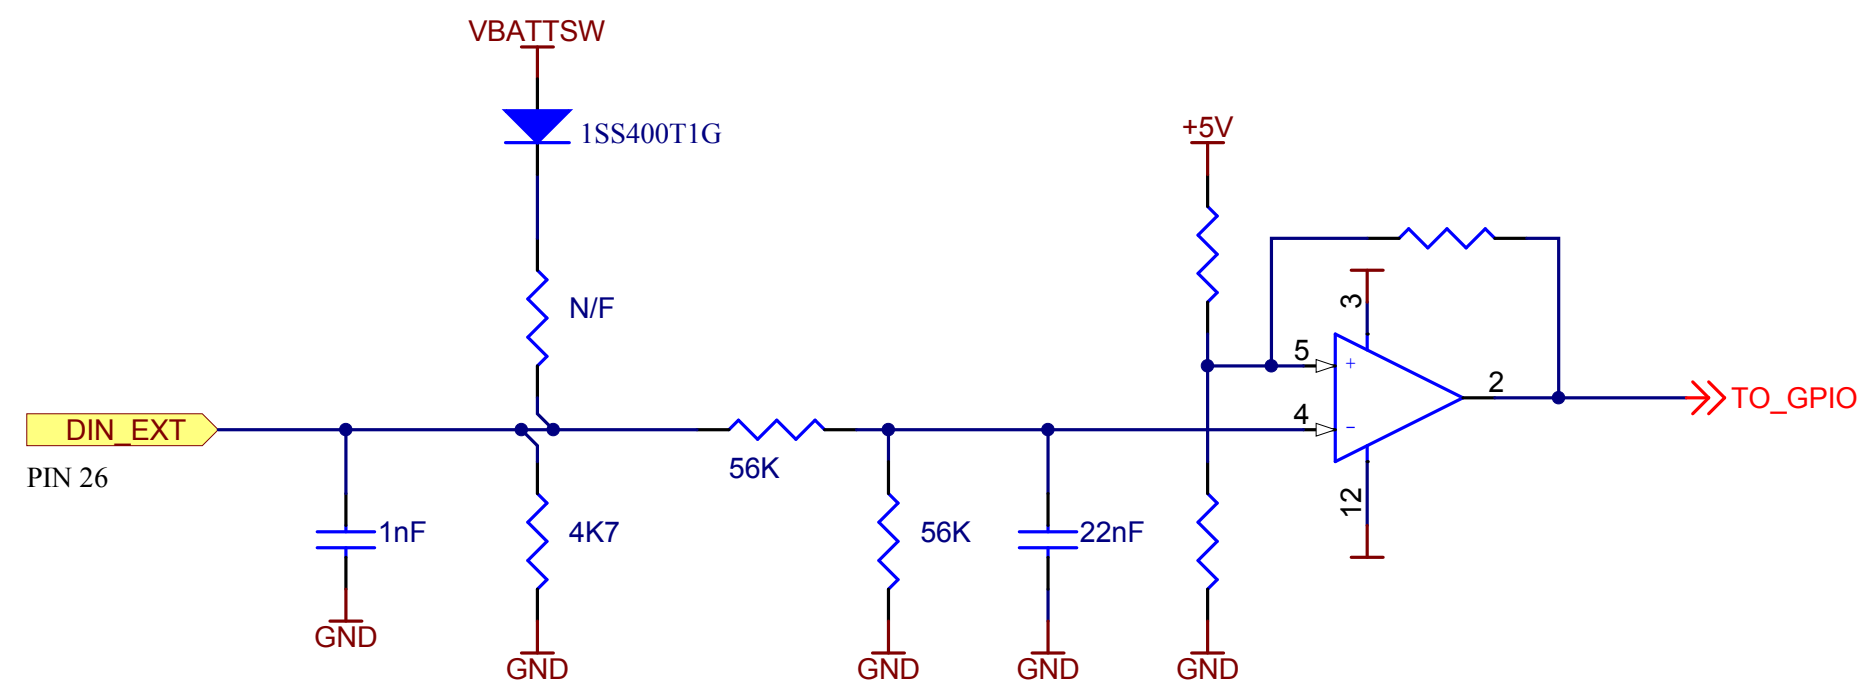 VBATTSW
1SS400T1G
+5V
N/F
3
5
+
2
TO_GPIO
4
−
DIN_EXT
PIN 26
56K
12
1nF
4K7
56K
22nF
GND
GND
GND
GND
GND